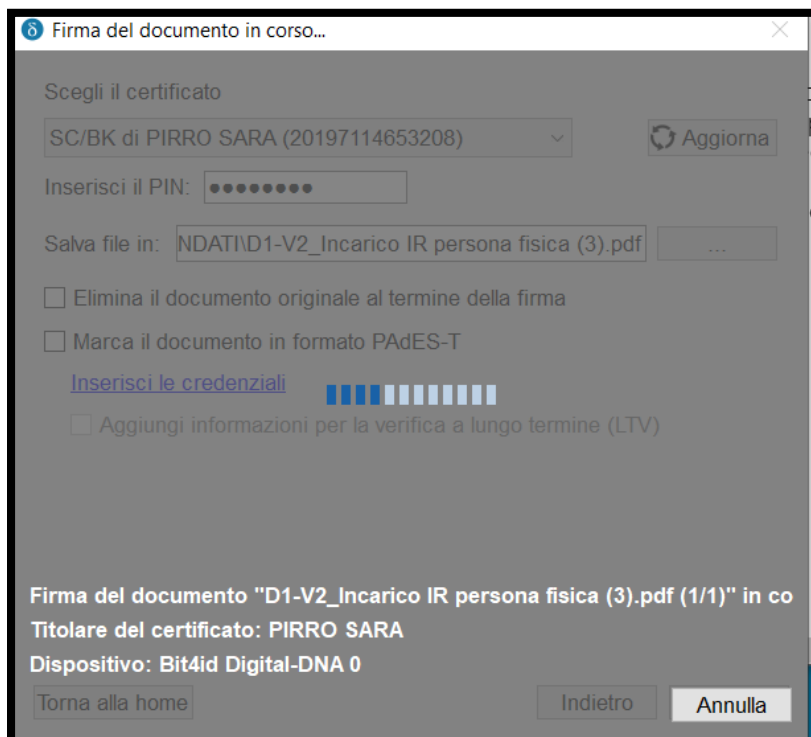 δ Firma del documento in corso...
Scegli il certificato
SC/BK di PIRRO SARA (20197114653208)
Aggiorna
Inserisci il PIN: ●●●●●●●●
Salva file in: NDATI\D1-V2_Incarico IR persona fisica (3).pdf ...
Elimina il documento originale al termine della firma
Marca il documento in formato PAdES-T
Inserisci le credenziali
Aggiungi informazioni per la verifica a lungo termine (LTV)
Firma del documento "D1-V2_Incarico IR persona fisica (3).pdf (1/1)" in co
Titolare del certificato: PIRRO SARA
Dispositivo: Bit4id Digital-DNA 0
Torna alla home Indietro Annulla